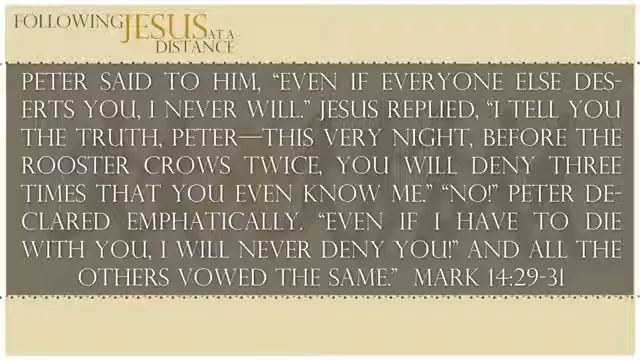 FOLLOWING JESUS AT A
DISTANCE
PETER SAID TO HIM, “EVEN IF EVERYONE ELSE DES-
ERTS YOU, I NEVER WILL.” JESUS REPLIED, “I TELL YOU
THE TRUTH, PETER—THIS VERY NIGHT, BEFORE THE
ROOSTER CROWS TWICE, YOU WILL DENY THREE
TIMES THAT YOU EVEN KNOW ME.” “NO!” PETER DE-
CLARED EMPHATICALLY. “EVEN IF I HAVE TO DIE
WITH YOU, I WILL NEVER DENY YOU!” AND ALL THE
OTHERS VOWED THE SAME.” MARK 14:29-31